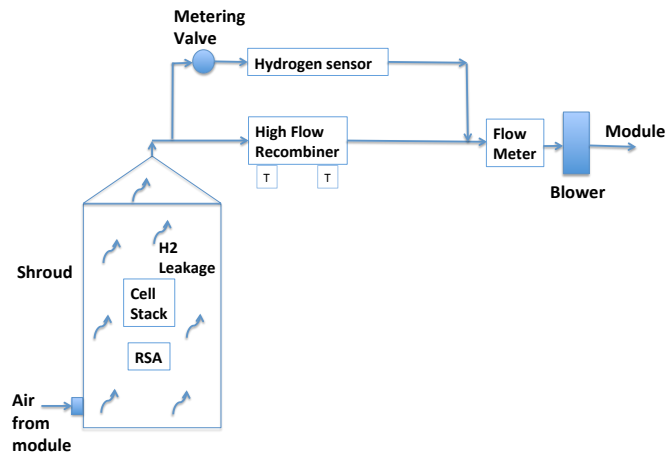 Metering
Valve
Hydrogen sensor
High Flow
Recombiner
T
T
Flow
Meter
Module
Blower
H2
Leakage
Shroud
Cell
Stack
RSA
Air
from
module